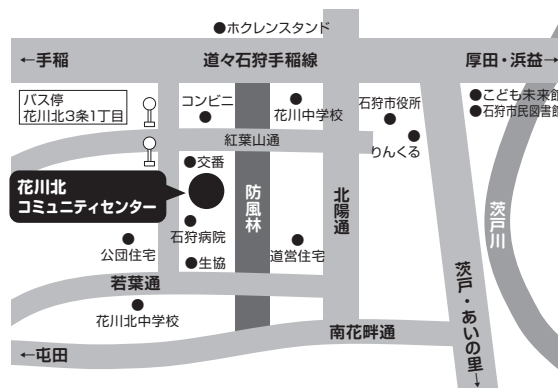 ●ホクレンスタンド
←手稲
道々石狩手稲線
厚田・浜益→
バス停
花川北3条1丁目
コンビニ
花川中学校
石狩市役所
●こども未来館
●石狩市民図書館
紅葉山通
りんくる
●交番
花川北
コミュニティセンター
防風林
北陽通
茨戸川
石狩病院
公団住宅
●生協
道営住宅
若葉通
茨戸・あいの里→
花川北中学校
南花畔通
←屯田